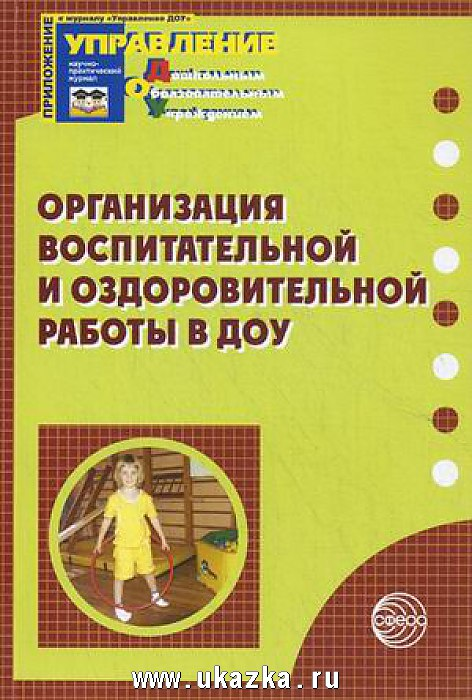 ПРИЛОЖЕНИЕ
к журналу «Управление ДОУ»
УПРАВЛЕНИЕ
научно-
практический
журнал
Дошкольным
Образовательным
Учреждением
ОРГАНИЗАЦИЯ
ВОСПИТАТЕЛЬНОЙ
И ОЗДОРОВИТЕЛЬНОЙ
РАБОТЫ В ДОУ
СФЕРА
www.ukazka.ru